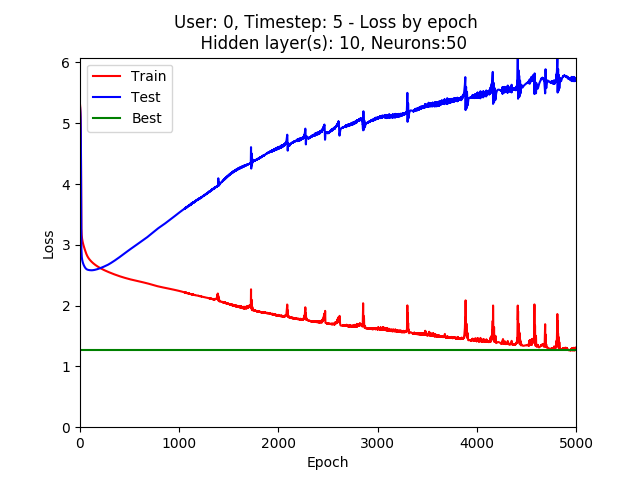 User: 0, Timestep: 5 - Loss by epoch
Hidden layer(s): 10, Neurons:50
6
Train
Test
Best
5
4
3
2
1
0
Loss
0 1000 2000 3000 4000 5000
Epoch